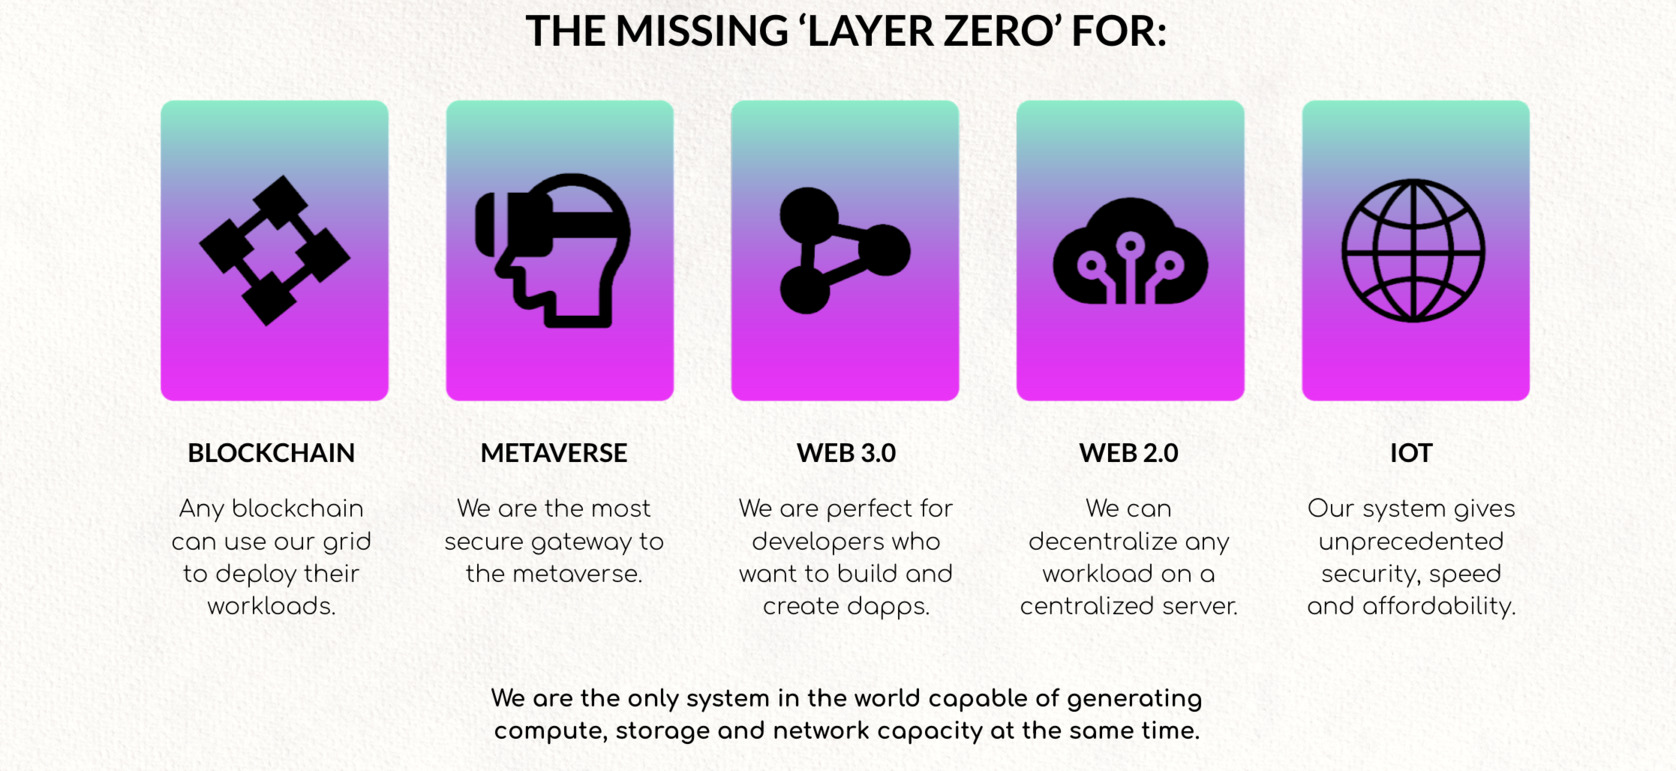 THE MISSING ‘LAYER ZERO’ FOR:
BLOCKCHAIN
Any blockchain
can use our grid
to deploy their
workloads.
METAVERSE
We are the most
secure gateway to
the metaverse.
WEB 3.0
We are perfect for
developers who
want to build and
create dapps.
WEB 2.0
We can
decentralize any
workload on a
centralized server.
IOT
Our system gives
unprecedented
security, speed
and affordability.
We are the only system in the world capable of generating
compute, storage and network capacity at the same time.